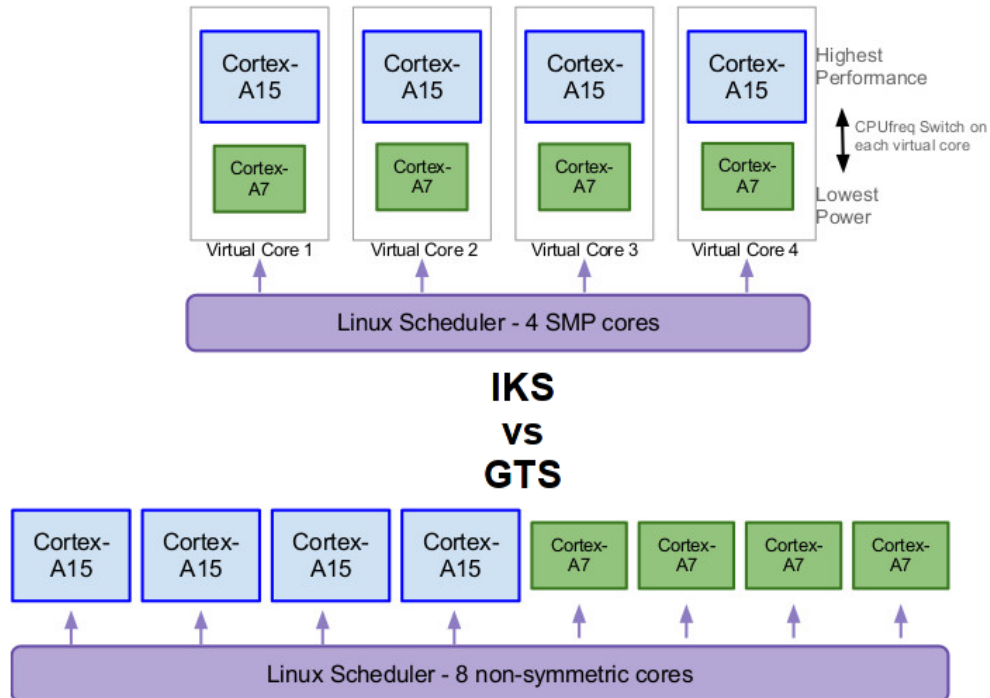 Cortex-
A15
Cortex-
A15
Cortex-
A15
Cortex-
A15
Highest
Performance
CPUfreq Switch on
each virtual core
Cortex-
A7
Cortex-
A7
Cortex-
A7
Cortex-
A7
Lowest
Power
Virtual Core 1
Virtual Core 2
Virtual Core 3
Virtual Core 4
Linux Scheduler - 4 SMP cores
IKS
vs
GTS
Cortex-
A15
Cortex-
A15
Cortex-
A15
Cortex-
A15
Cortex-
A7
Cortex-
A7
Cortex-
A7
Cortex-
A7
Linux Scheduler - 8 non-symmetric cores